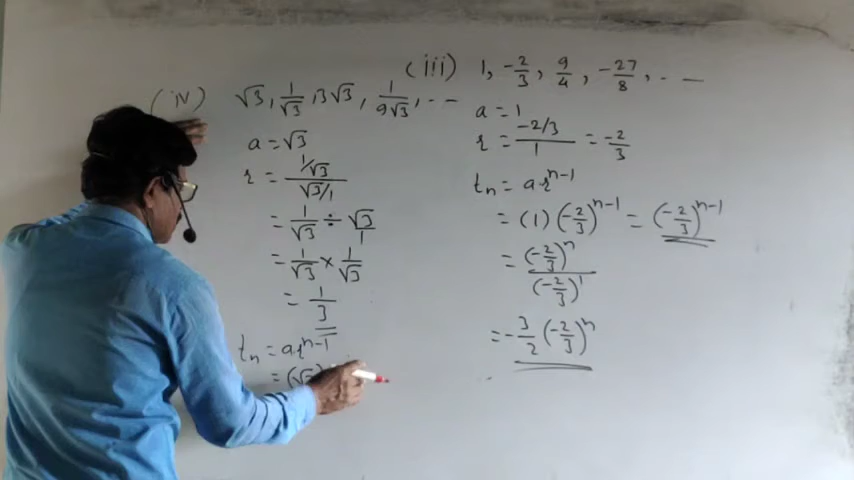 (iv) √3, 1/√3, 3√3, 1/9√3, . --
a = √3
r = (1/√3)/(√3/1)
= 1/√3 ÷ √3/1
= 1/√3 × 1/√3
= 1/3
tₙ = arⁿ⁻¹
= (√3)
(iii) 1, -2/3, 9/4, -27/8, . --
a = 1
r = (-2/3)/1 = -2/3
tₙ = arⁿ⁻¹
= (1)(-2/3)ⁿ⁻¹ = (-2/3)ⁿ⁻¹
= (-2/3)ⁿ/(-2/3)¹
= -3/2(-2/3)ⁿ